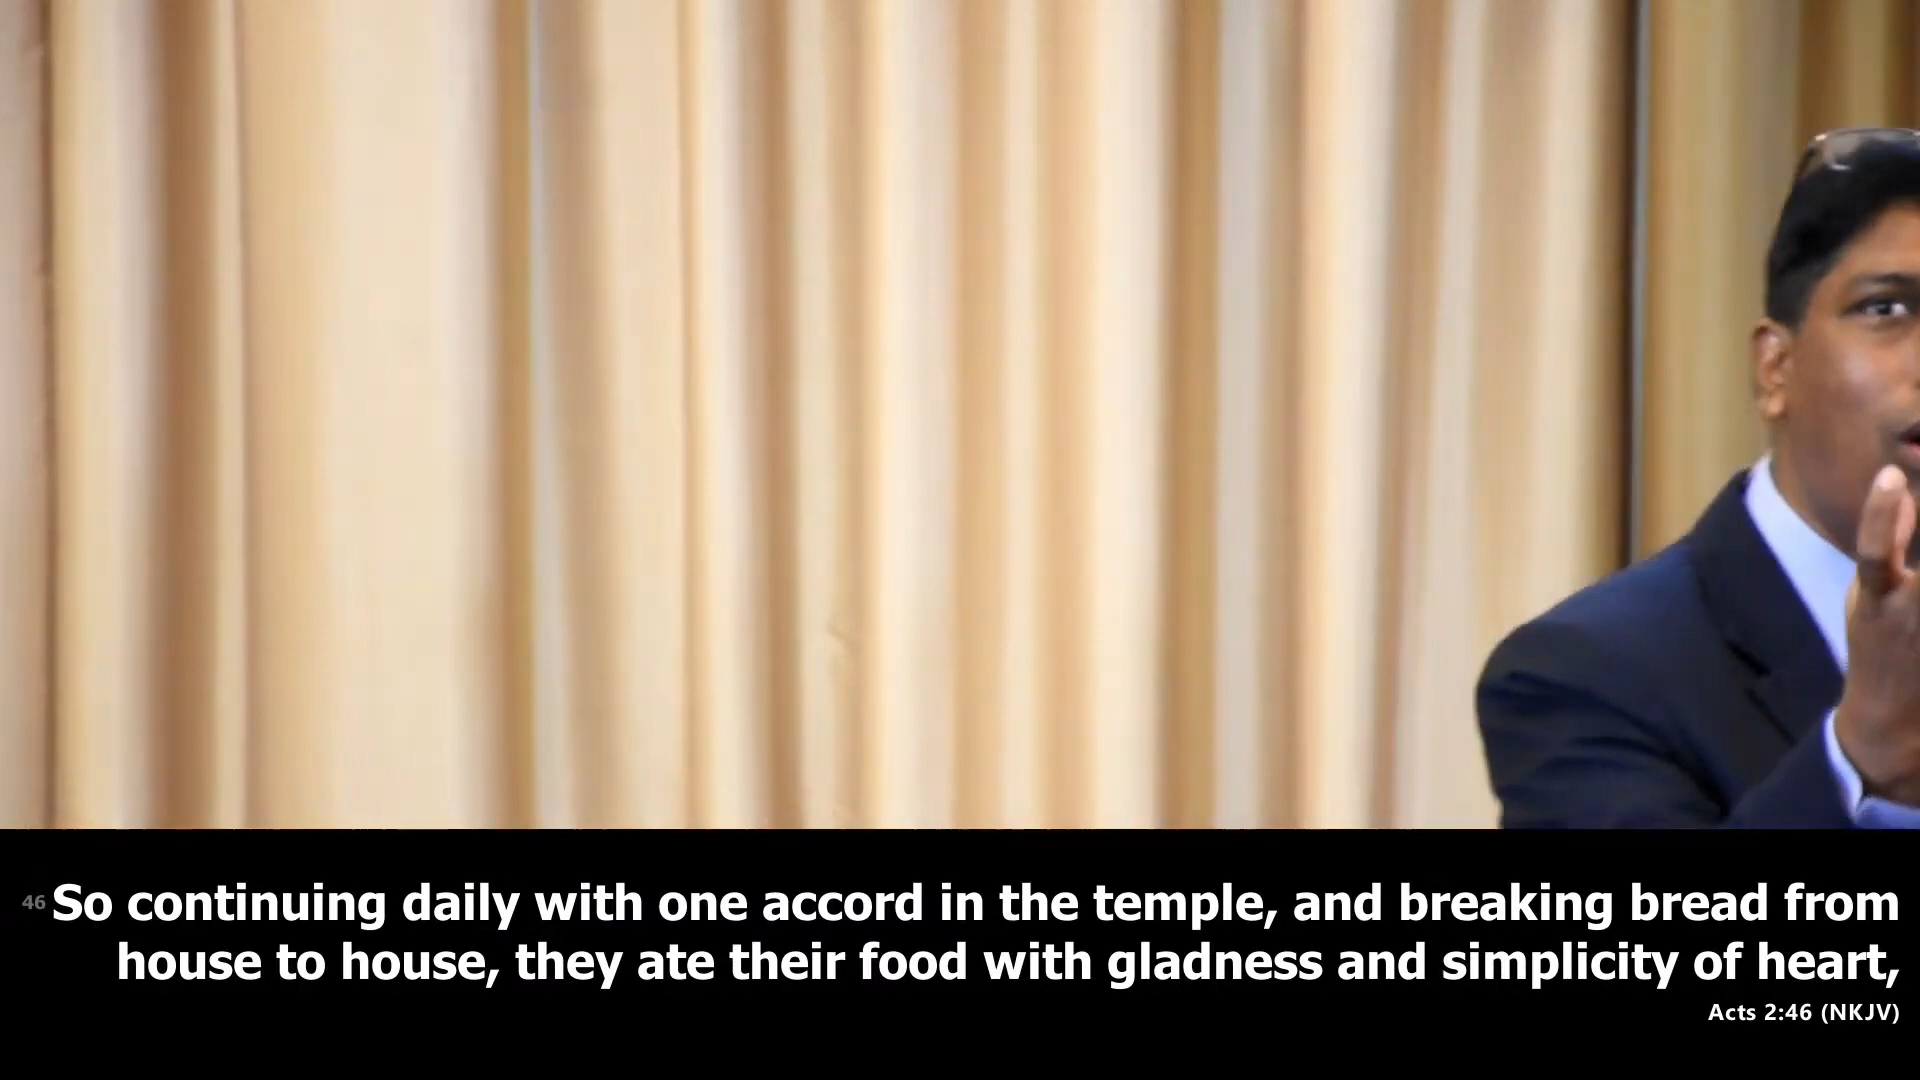 46 So continuing daily with one accord in the temple, and breaking bread from
house to house, they ate their food with gladness and simplicity of heart,
Acts 2:46 (NKJV)